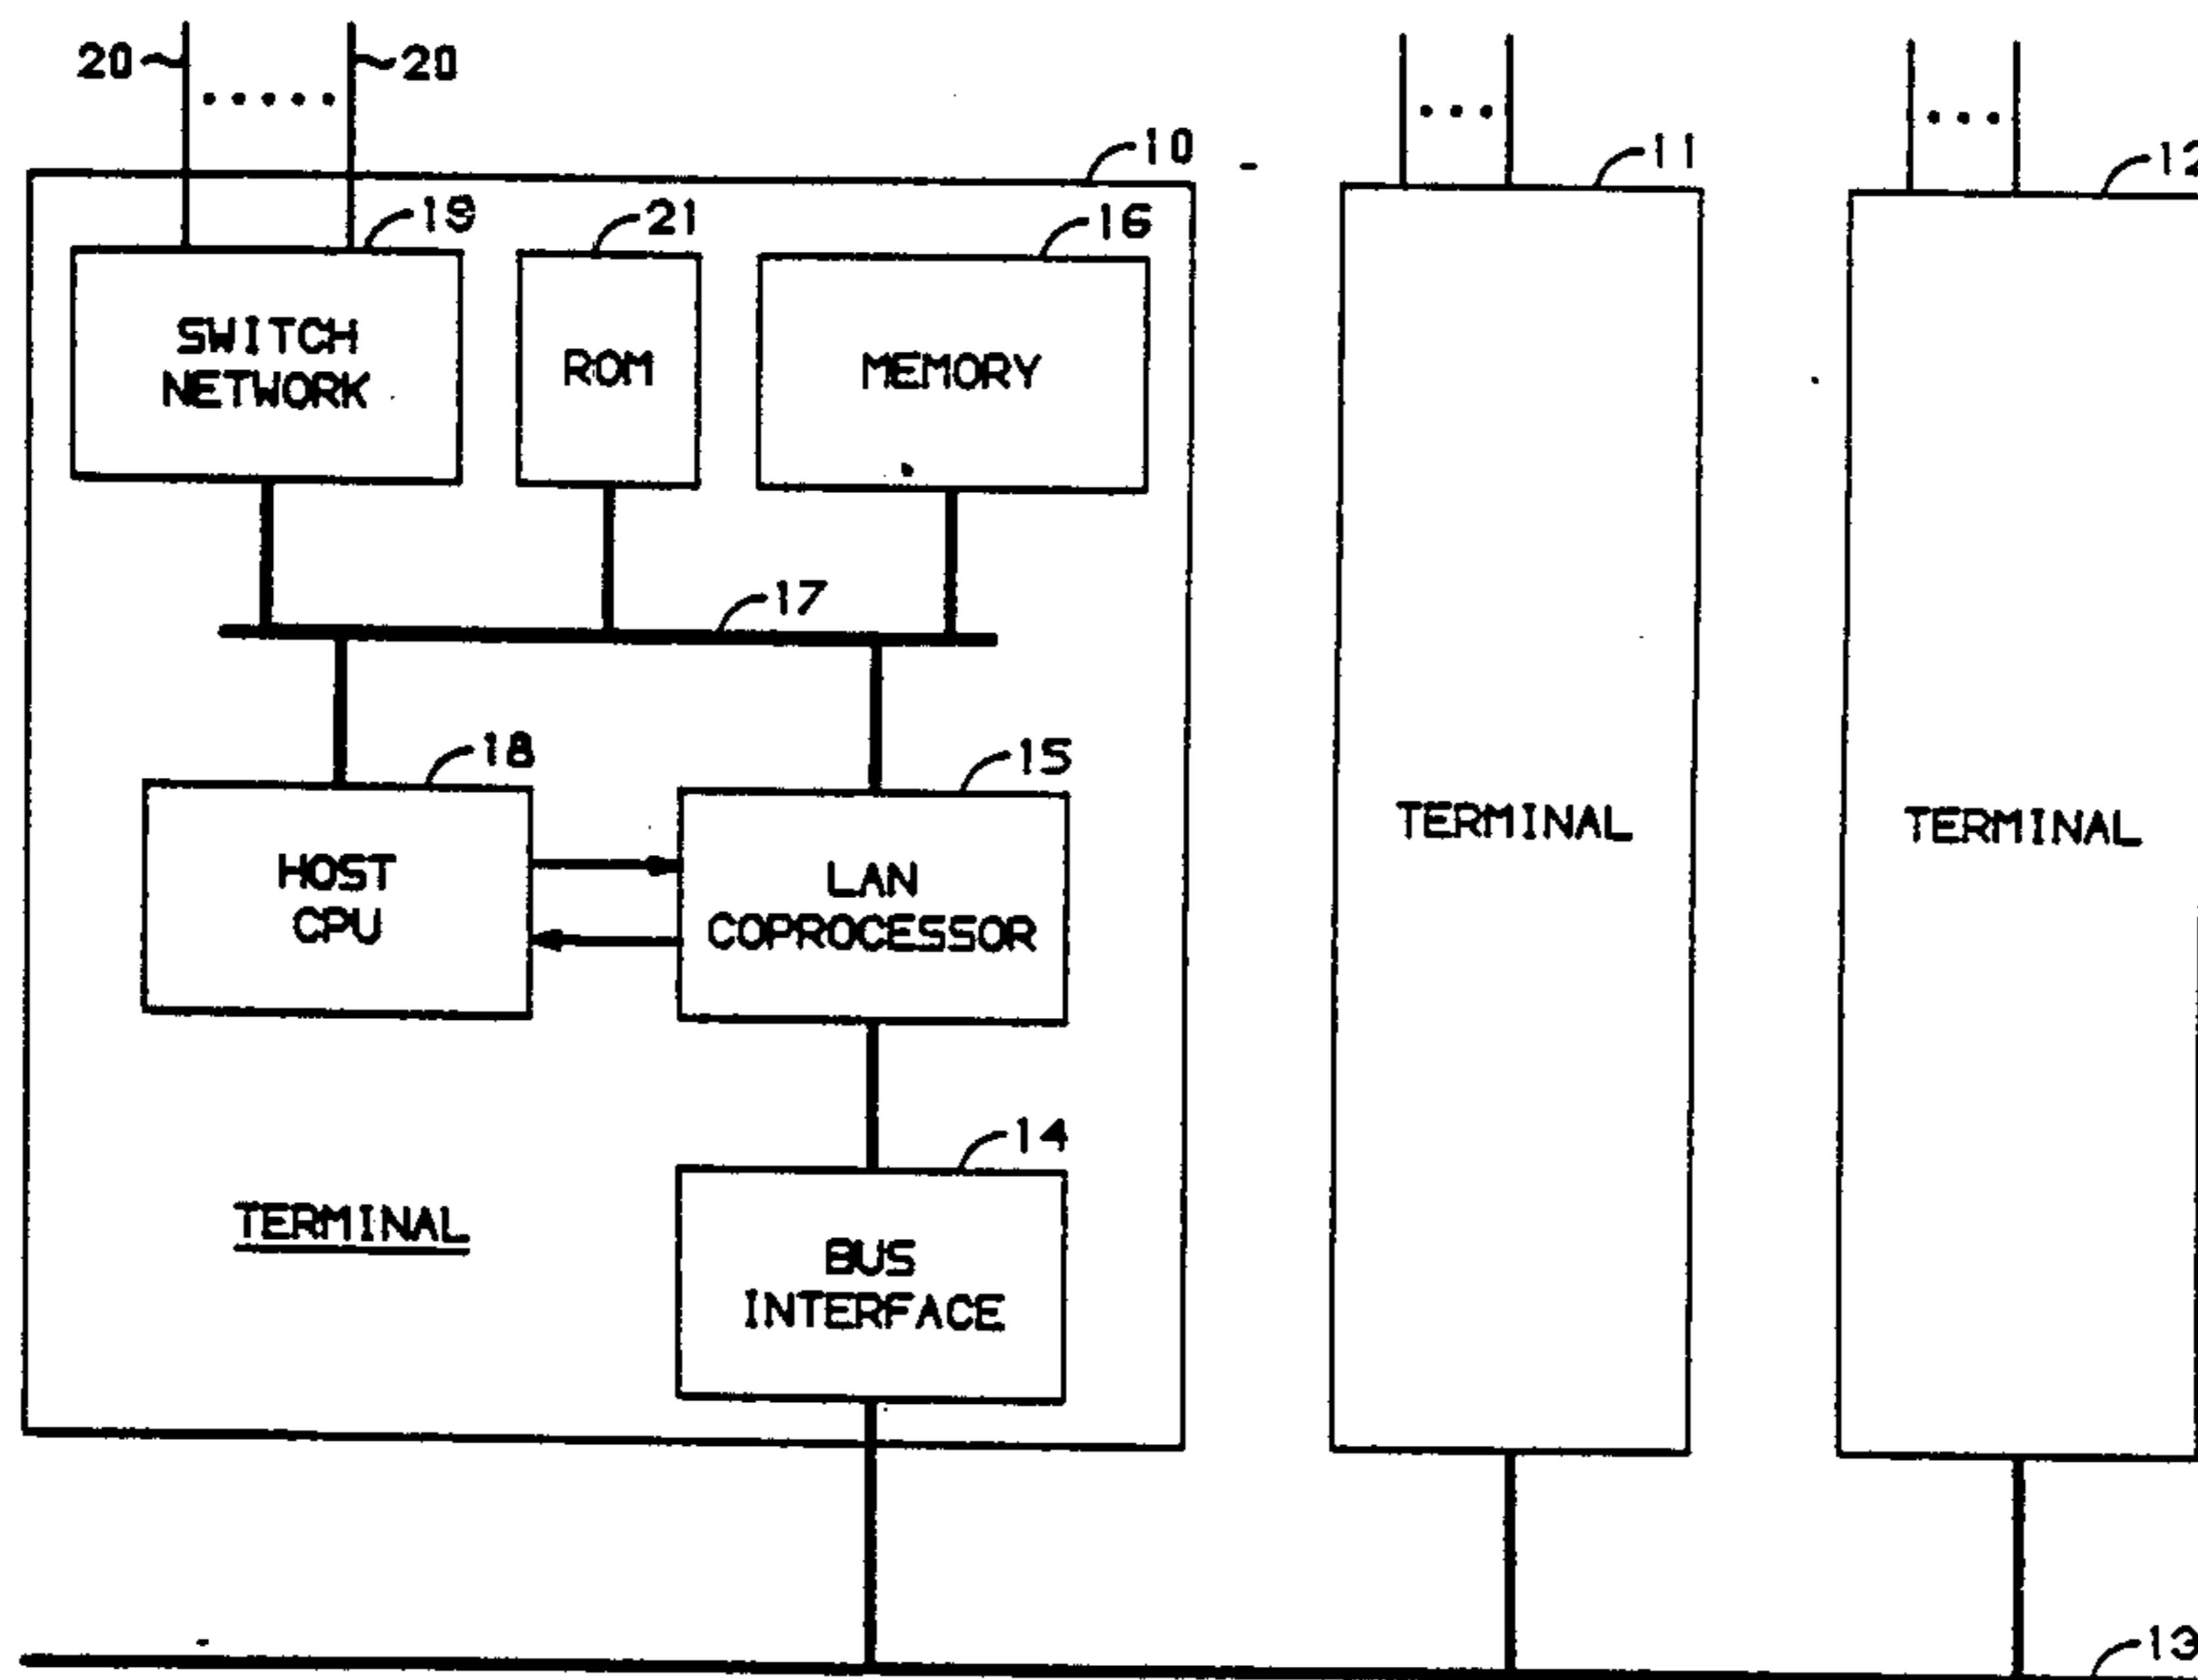 20
20
10
11
12
19
21
16
SWITCH
NETWORK
ROM
MEMORY
17
18
15
HOST
CPU
LAN
COPROCESSOR
TERMINAL
TERMINAL
14
TERMINAL
BUS
INTERFACE
13